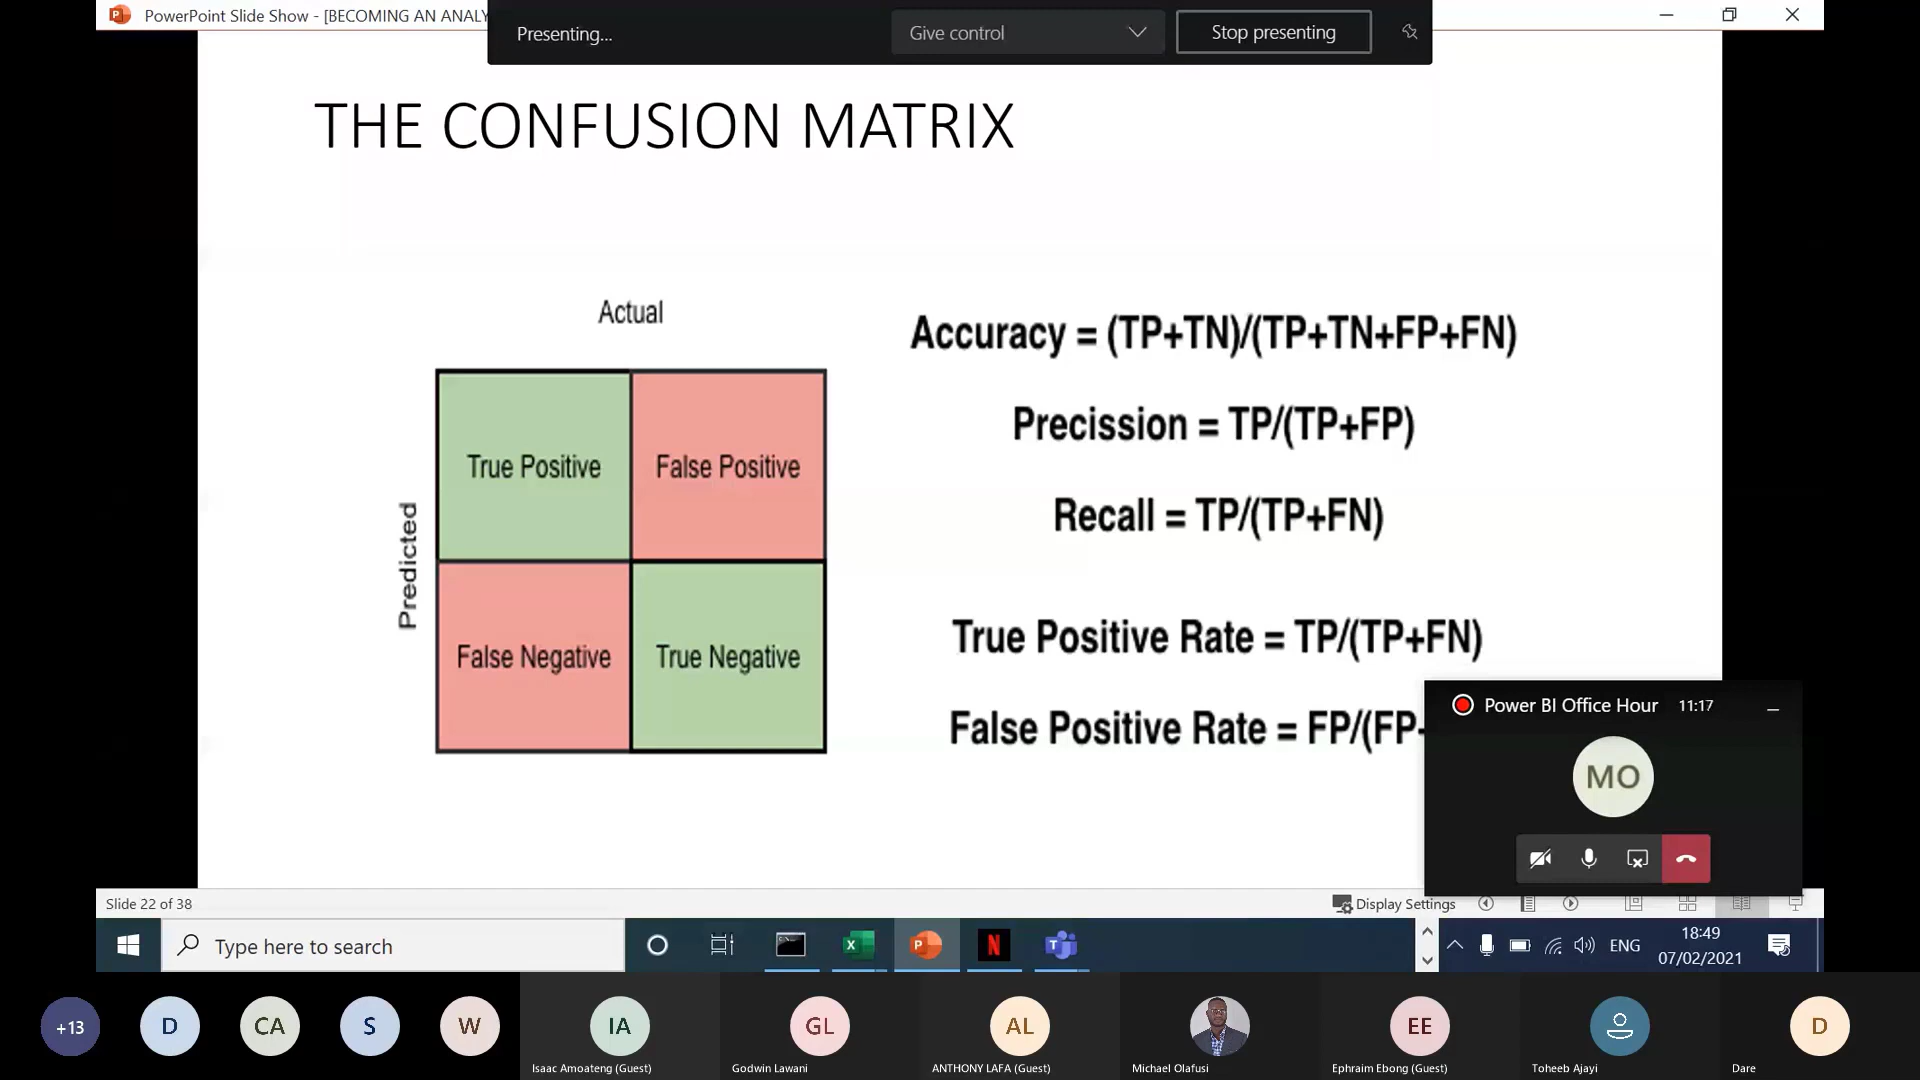 PowerPoint Slide Show - [BECOMING AN ANALY
Presenting...
Give control
Stop presenting
THE CONFUSION MATRIX
Actual
Predicted
True Positive
False Positive
False Negative
True Negative
Accuracy = (TP+TN)/(TP+TN+FP+FN)
Precission = TP/(TP+FP)
Recall = TP/(TP+FN)
True Positive Rate = TP/(TP+FN)
False Positive Rate = FP/(FP-
Power BI Office Hour 11:17
MO
Slide 22 of 38
Display Settings
Type here to search
ENG
18:49
07/02/2021
+13
D
CA
S
W
IA
GL
AL
EE
D
Isaac Amoateng (Guest)
Godwin Lawani
ANTHONY LAFA (Guest)
Michael Olafusi
Ephraim Ebong (Guest)
Toheeb Ajayi
Dare